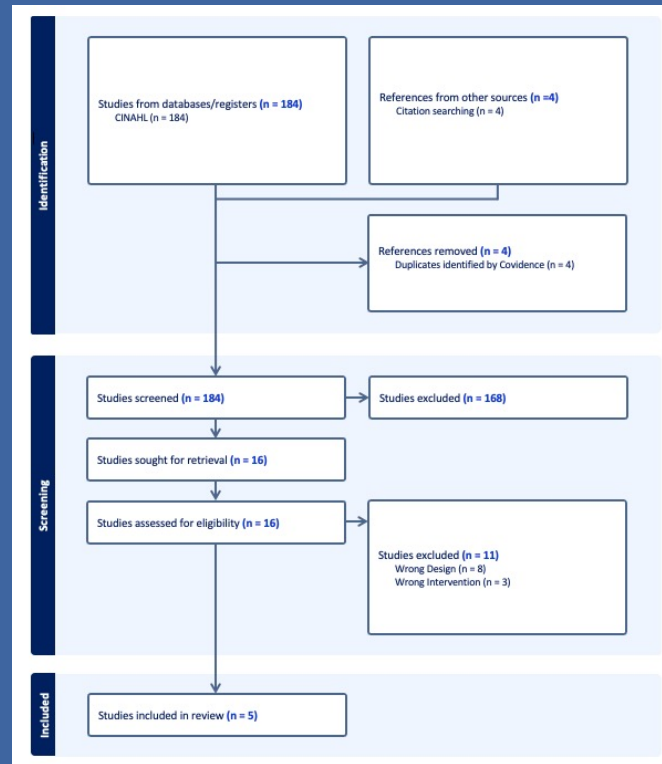 Identification
Studies from databases/registers (n = 184)
CINAHL (n = 184)
References from other sources (n =4)
Citation searching (n = 4)
References removed (n = 4)
Duplicates identified by Covidence (n = 4)
Screening
Studies screened (n = 184)
Studies excluded (n = 168)
Studies sought for retrieval (n = 16)
Studies assessed for eligibility (n = 16)
Studies excluded (n = 11)
Wrong Design (n = 8)
Wrong Intervention (n = 3)
Included
Studies included in review (n = 5)